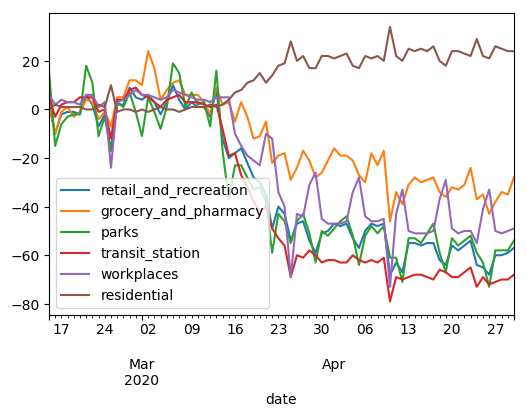 20
0
−20
−40
−60
−80
retail_and_recreation
grocery_and_pharmacy
parks
transit_station
workplaces
residential
17 24 02 09 16 23 30 06 13 20 27
Mar Apr
2020
date